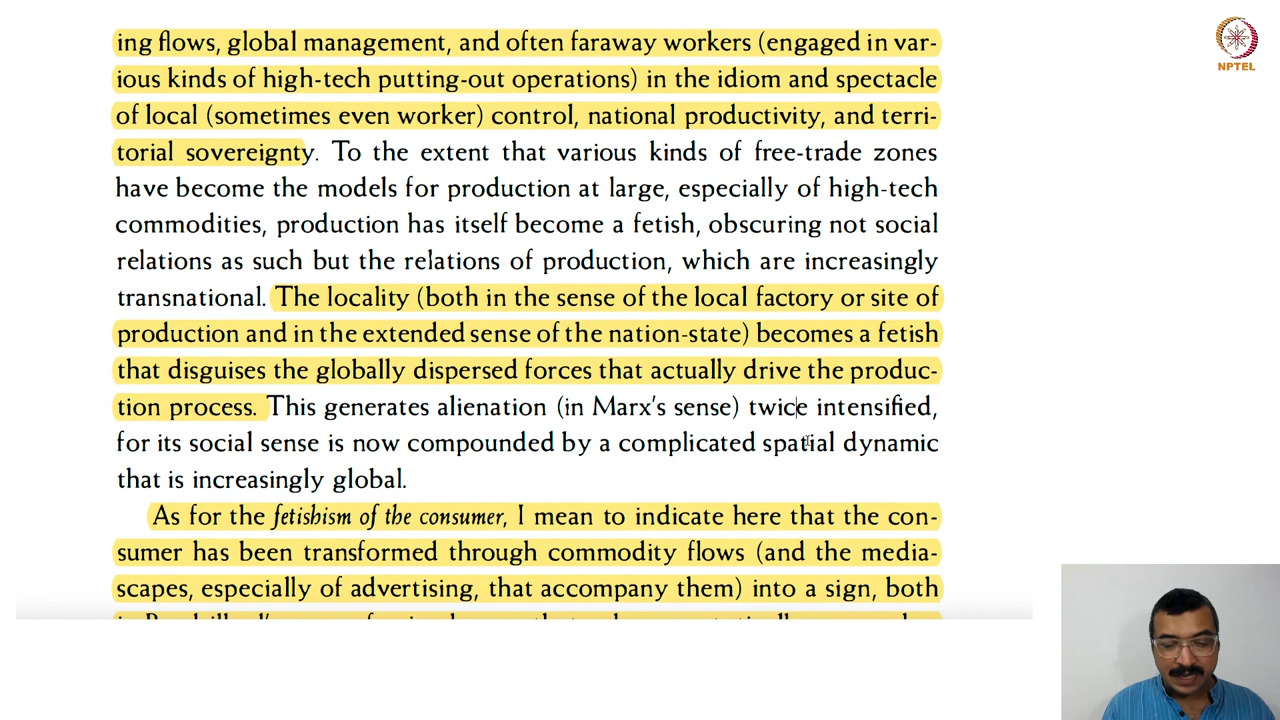 ing flows, global management, and often faraway workers (engaged in var-
ious kinds of high-tech putting-out operations) in the idiom and spectacle
of local (sometimes even worker) control, national productivity, and terri-
torial sovereignty. To the extent that various kinds of free-trade zones
have become the models for production at large, especially of high-tech
commodities, production has itself become a fetish, obscuring not social
relations as such but the relations of production, which are increasingly
transnational. The locality (both in the sense of the local factory or site of
production and in the extended sense of the nation-state) becomes a fetish
that disguises the globally dispersed forces that actually drive the produc-
tion process. This generates alienation (in Marx's sense) twice intensified,
for its social sense is now compounded by a complicated spatial dynamic
that is increasingly global.
As for the fetishism of the consumer, I mean to indicate here that the con-
sumer has been transformed through commodity flows (and the media-
scapes, especially of advertising, that accompany them) into a sign, both
NPTEL